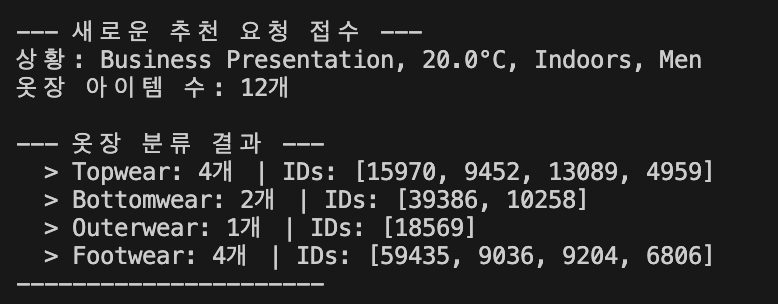 --- 새로운 추천 요청 접수 ---
상황: Business Presentation, 20.0°C, Indoors, Men
옷장 아이템 수: 12개
--- 옷장 분류 결과 ---
> Topwear: 4개 | IDs: [15970, 9452, 13089, 4959]
> Bottomwear: 2개 | IDs: [39386, 10258]
> Outerwear: 1개 | IDs: [18569]
> Footwear: 4개 | IDs: [59435, 9036, 9204, 6806]
----------------------